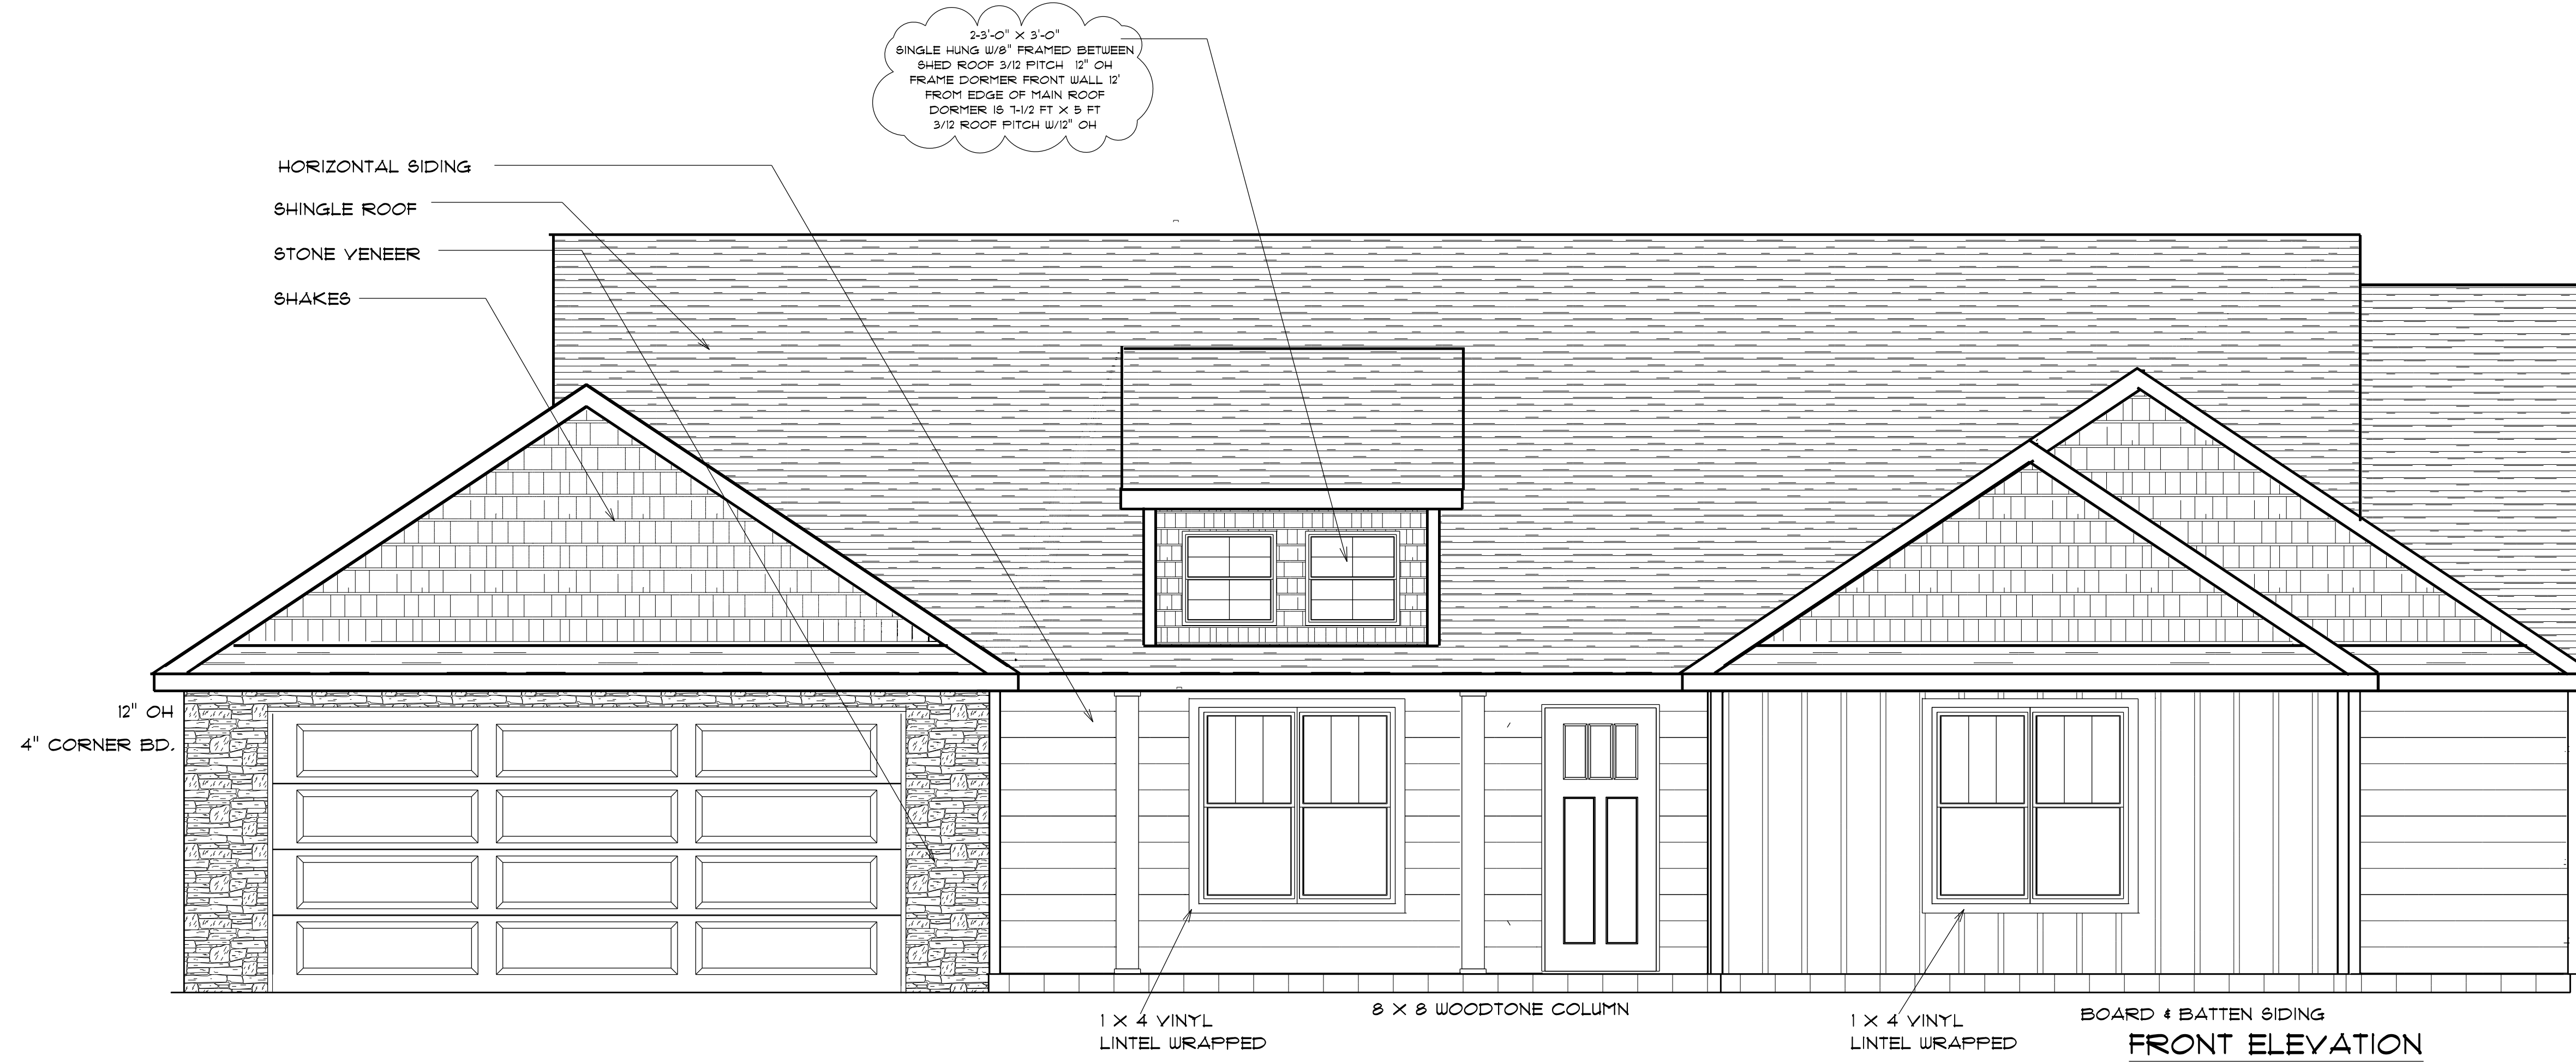 2-3'-0" X 3'-0"
SINGLE HUNG W/8" FRAMED BETWEEN
SHED ROOF 3/12 PITCH 12" OH
FRAME DORMER FRONT WALL 12'
FROM EDGE OF MAIN ROOF
DORMER IS 7-1/2 FT X 5 FT
3/12 ROOF PITCH W/12" OH
HORIZONTAL SIDING
SHINGLE ROOF
STONE VENEER
SHAKES
12" OH
4" CORNER BD.
1 X 4 VINYL
LINTEL WRAPPED
8 X 8 WOODTONE COLUMN
1 X 4 VINYL
LINTEL WRAPPED
BOARD & BATTEN SIDING
FRONT ELEVATION